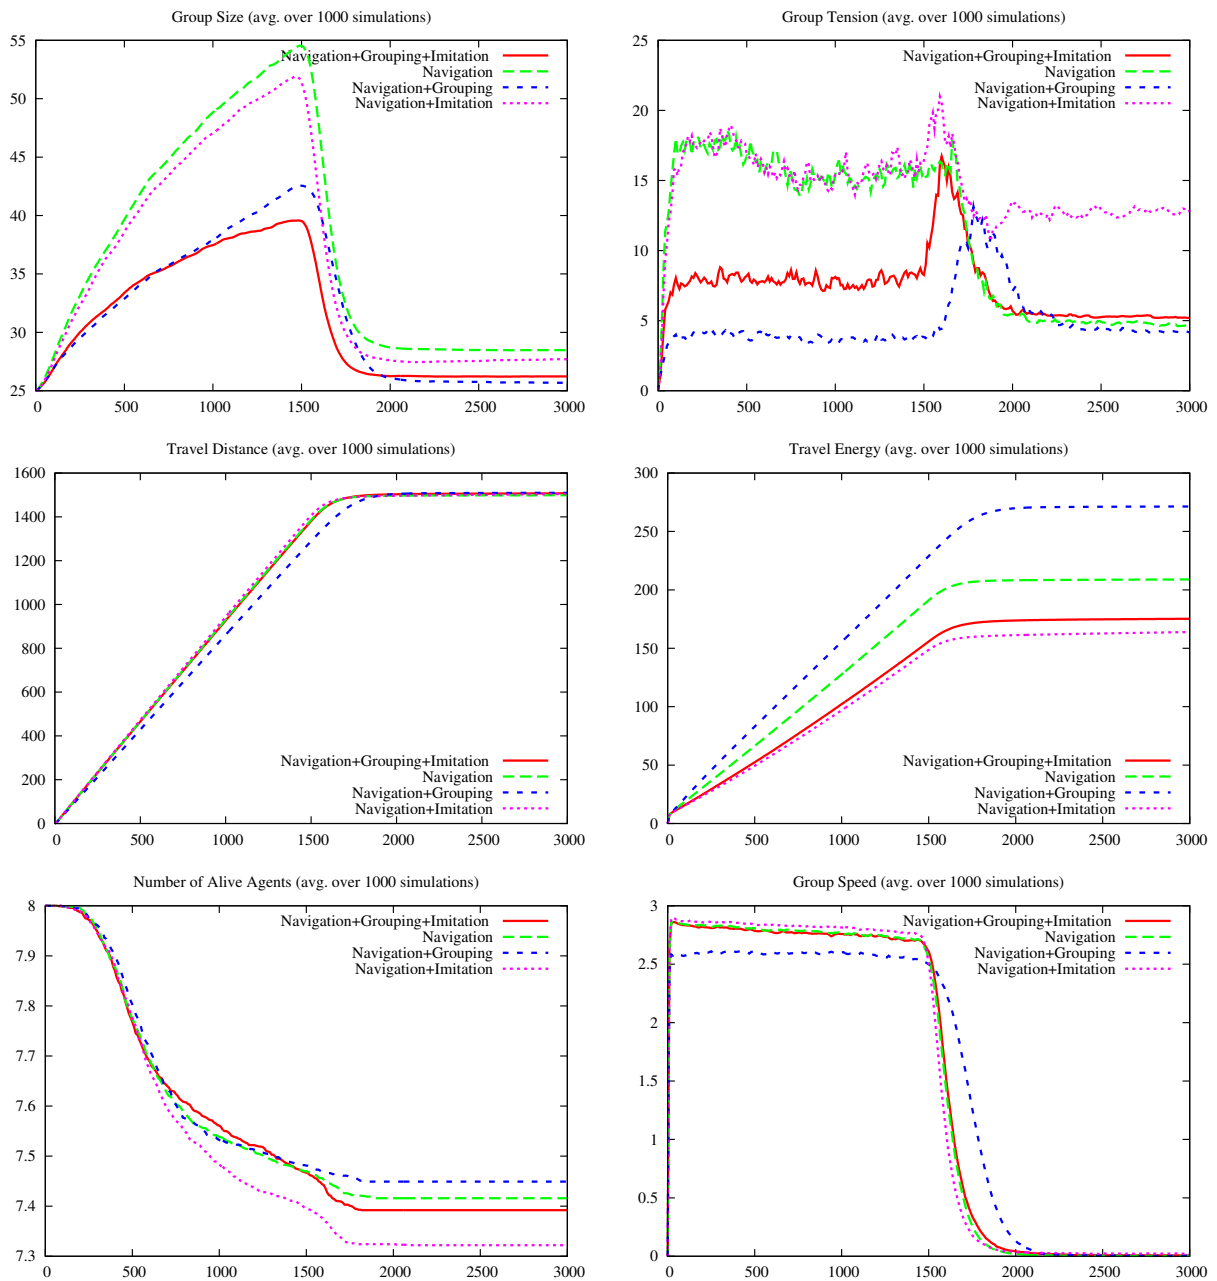 Group Size (avg. over 1000 simulations)
55
50
45
40
35
30
25
0 500 1000 1500 2000 2500 3000
Navigation+Grouping+Imitation
Navigation
Navigation+Grouping
Navigation+Imitation
Group Tension (avg. over 1000 simulations)
25
20
15
10
5
0
0 500 1000 1500 2000 2500 3000
Navigation+Grouping+Imitation
Navigation
Navigation+Grouping
Navigation+Imitation
Travel Distance (avg. over 1000 simulations)
1600
1400
1200
1000
800
600
400
200
0
0 500 1000 1500 2000 2500 3000
Navigation+Grouping+Imitation
Navigation
Navigation+Grouping
Navigation+Imitation
Travel Energy (avg. over 1000 simulations)
300
250
200
150
100
50
0
0 500 1000 1500 2000 2500 3000
Navigation+Grouping+Imitation
Navigation
Navigation+Grouping
Navigation+Imitation
Number of Alive Agents (avg. over 1000 simulations)
8
7.9
7.8
7.7
7.6
7.5
7.4
7.3
0 500 1000 1500 2000 2500 3000
Navigation+Grouping+Imitation
Navigation
Navigation+Grouping
Navigation+Imitation
Group Speed (avg. over 1000 simulations)
3
2.5
2
1.5
1
0.5
0
0 500 1000 1500 2000 2500 3000
Navigation+Grouping+Imitation
Navigation
Navigation+Grouping
Navigation+Imitation